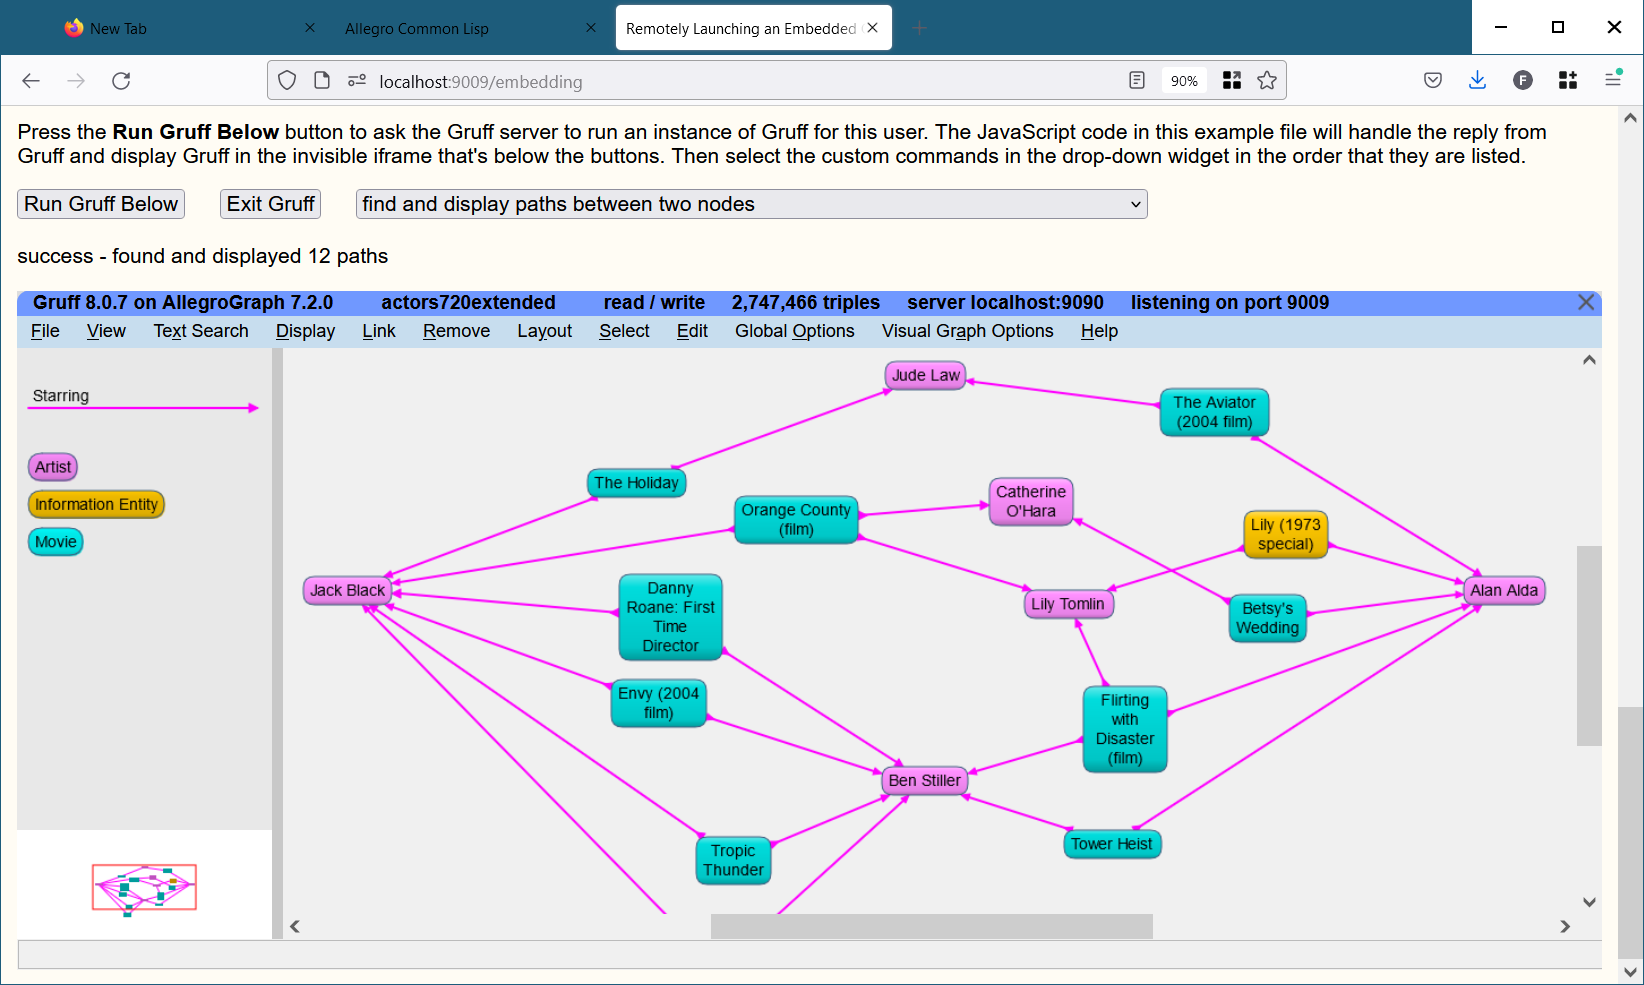 New Tab
Allegro Common Lisp
Remotely Launching an Embedded
localhost:9009/embedding
90%
F
Press the Run Gruff Below button to ask the Gruff server to run an instance of Gruff for this user. The JavaScript code in this example file will handle the reply from
Gruff and display Gruff in the invisible iframe that's below the buttons. Then select the custom commands in the drop-down widget in the order that they are listed.
Run Gruff Below
Exit Gruff
find and display paths between two nodes
success - found and displayed 12 paths
Gruff 8.0.7 on AllegroGraph 7.2.0 actors720extended read / write 2,747,466 triples server localhost:9090 listening on port 9009
File View Text Search Display Link Remove Layout Select Edit Global Options Visual Graph Options Help
Starring
Artist
Information Entity
Movie
Jude Law
The Aviator
(2004 film)
The Holiday
Catherine
O'Hara
Orange County
(film)
Lily (1973
special)
Jack Black
Danny
Roane: First
Time
Director
Lily Tomlin
Alan Alda
Betsy's
Wedding
Envy (2004
film)
Flirting
with
Disaster
(film)
Ben Stiller
Tropic
Thunder
Tower Heist